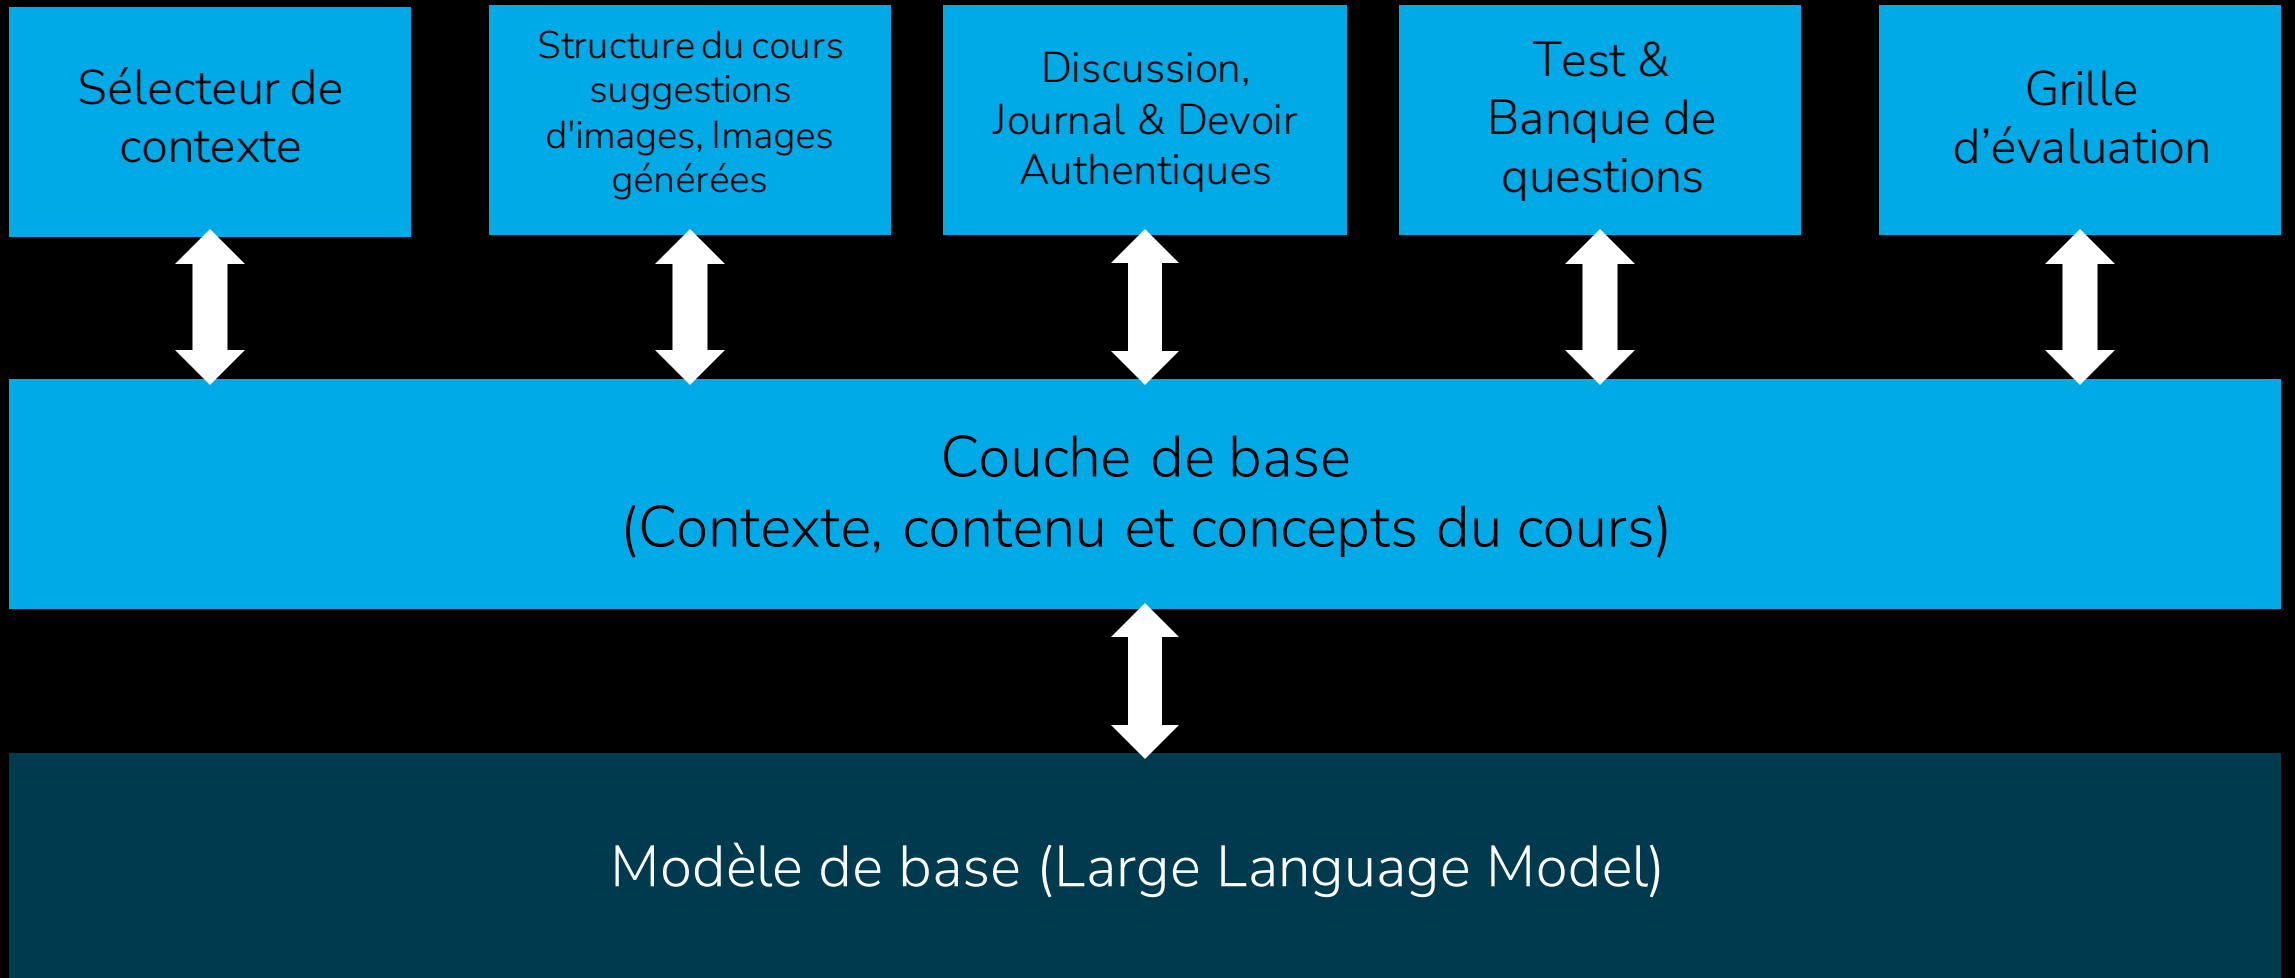 Sélecteur de
contexte
Structure du cours
suggestions
d'images, Images
générées
Discussion,
Journal & Devoir
Authentiques
Test &
Banque de
questions
Grille
d’évaluation
Couche de base
(Contexte, contenu et concepts du cours)
Modèle de base (Large Language Model)